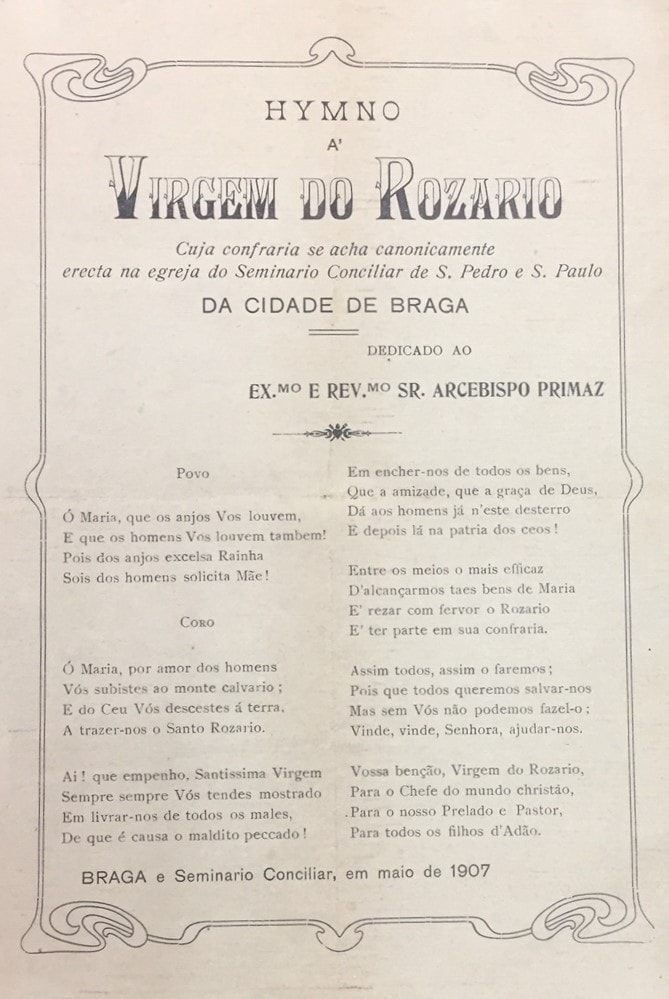 HYMNO
A'
VIRGEM DO ROZARIO
Cuja confraria se acha canonicamente
erecta na egreja do Seminario Conciliar de S. Pedro e S. Paulo
DA CIDADE DE BRAGA
DEDICADO AO
EX.MO E REV.MO SR. ARCEBISPO PRIMAZ
POVO
Ó Maria, que os anjos Vos louvem,
E que os homens Vos louvem tambem!
Pois dos anjos excelsa Rainha
Sois dos homens solicita Mãe!
CORO
Ó Maria, por amor dos homens
Vós subistes ao monte calvario;
E do Ceu Vós descestes á terra,
A trazer-nos o Santo Rozario.
Ai! que empenho, Santissima Virgem
Sempre sempre Vós tendes mostrado
Em livrar-nos de todos os males,
De que é causa o maldito peccado!
Em encher-nos de todos os bens,
Que a amizade, que a graça de Deus,
Dá aos homens já n'este desterro
E depois lá na patria dos ceos!
Entre os meios o mais efficaz
D'alcançarmos taes bens de Maria
E' rezar com fervor o Rozario
E' ter parte em sua confraria.
Assim todos, assim o faremos;
Pois que todos queremos salvar-nos
Mas sem Vós não podemos fazel-o;
Vinde, vinde, Senhora, ajudar-nos.
Vossa benção, Virgem do Rozario,
Para o Chefe do mundo christão,
Para o nosso Prelado e Pastor,
Para todos os filhos d'Adão.
BRAGA e Seminario Conciliar, em maio de 1907